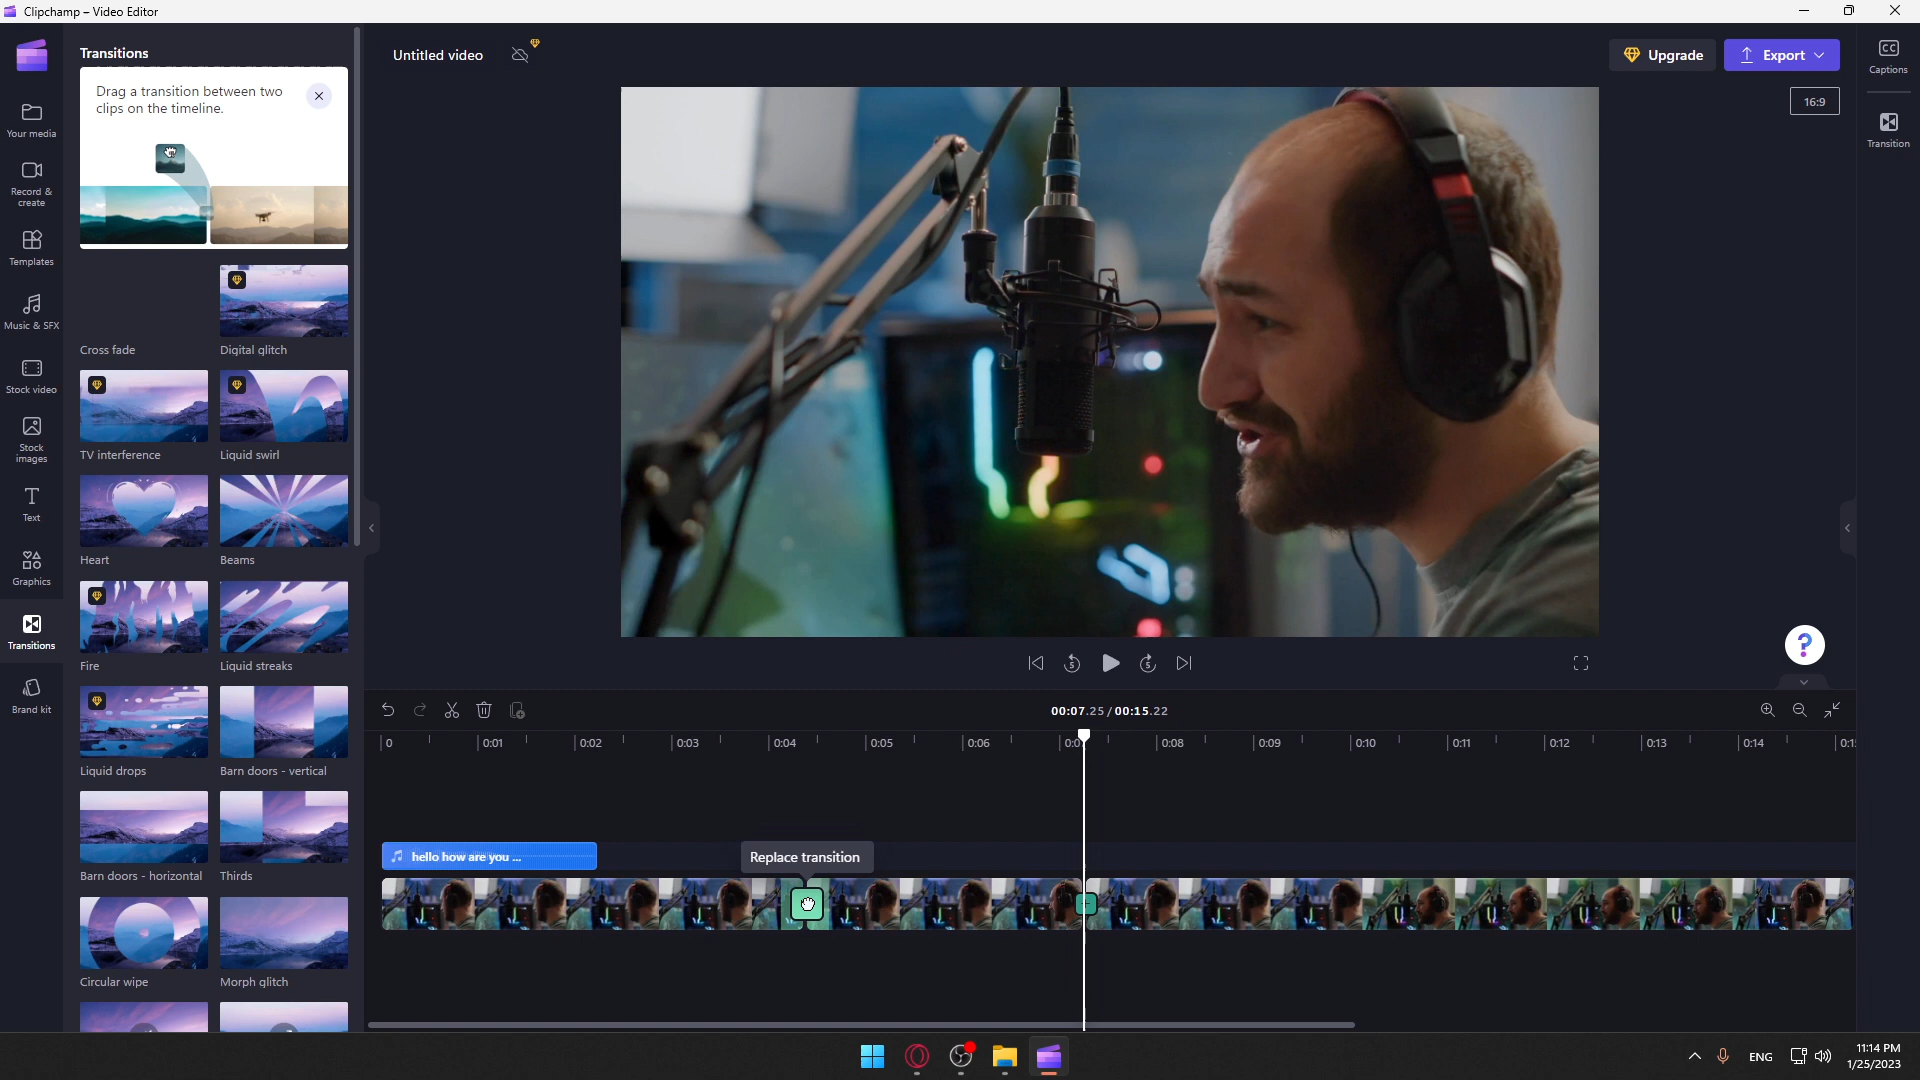 Clipchamp – Video Editor
Transitions
Drag a transition between two
clips on the timeline.
Untitled video
Upgrade
Export
Captions
16:9
Transition
Your media
Record &
create
Templates
Music & SFX
Stock video
Stock
images
Text
Graphics
Transitions
Brand kit
Cross fade
Digital glitch
TV interference
Liquid swirl
Heart
Beams
Fire
Liquid streaks
Liquid drops
Barn doors - vertical
Barn doors - horizontal
Thirds
Circular wipe
Morph glitch
5
5
?
00:07.25 / 00:15.22
0
0:01
0:02
0:03
0:04
0:05
0:06
0:08
0:09
0:10
0:11
0:12
0:13
0:14
hello how are you ...
Replace transition
ENG
11:14 PM
1/25/2023